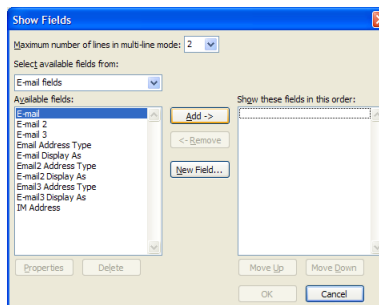 Show Fields
Maximum number of lines in multi-line mode: 2
Select available fields from:
E-mail fields
Available fields:
Show these fields in this order:
E-mail
E-mail 2
E-mail 3
Email Address Type
E-mail Display As
Email2 Address Type
E-mail2 Display As
Email3 Address Type
E-mail3 Display As
IM Address
Add ->
<- Remove
New Field...
Properties
Delete
Move Up
Move Down
OK
Cancel